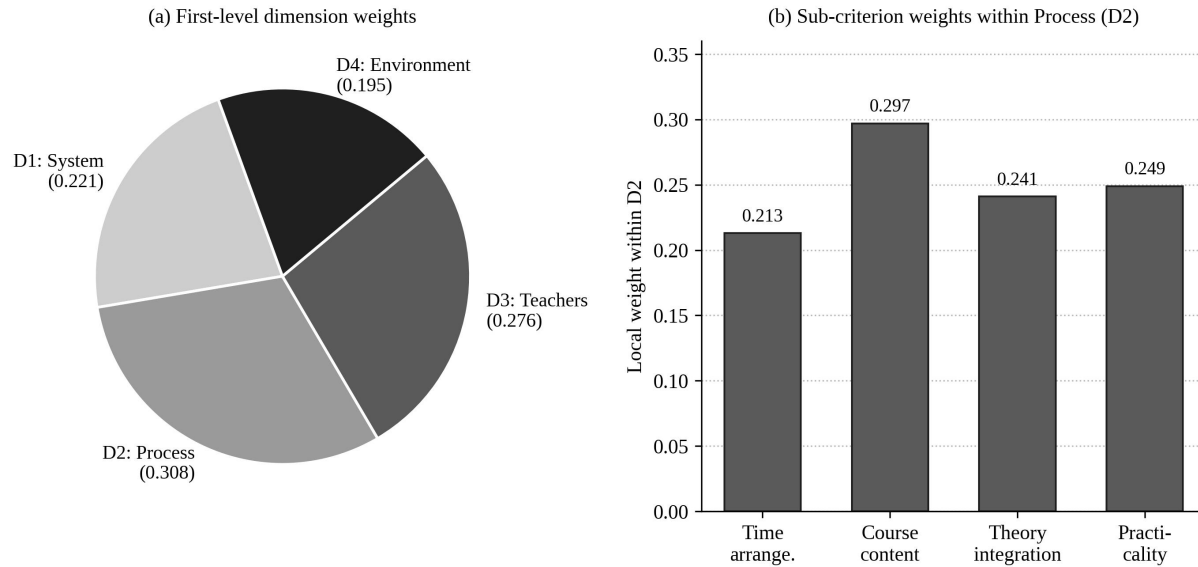 (a) First-level dimension weights
D4: Environment
(0.195)
D1: System
(0.221)
D3: Teachers
(0.276)
D2: Process
(0.308)
(b) Sub-criterion weights within Process (D2)
Local weight within D2
0.35
0.30
0.25
0.20
0.15
0.10
0.05
0.00
0.213
0.297
0.241
0.249
Time
arrange.
Course
content
Theory
integration
Practi-
cality